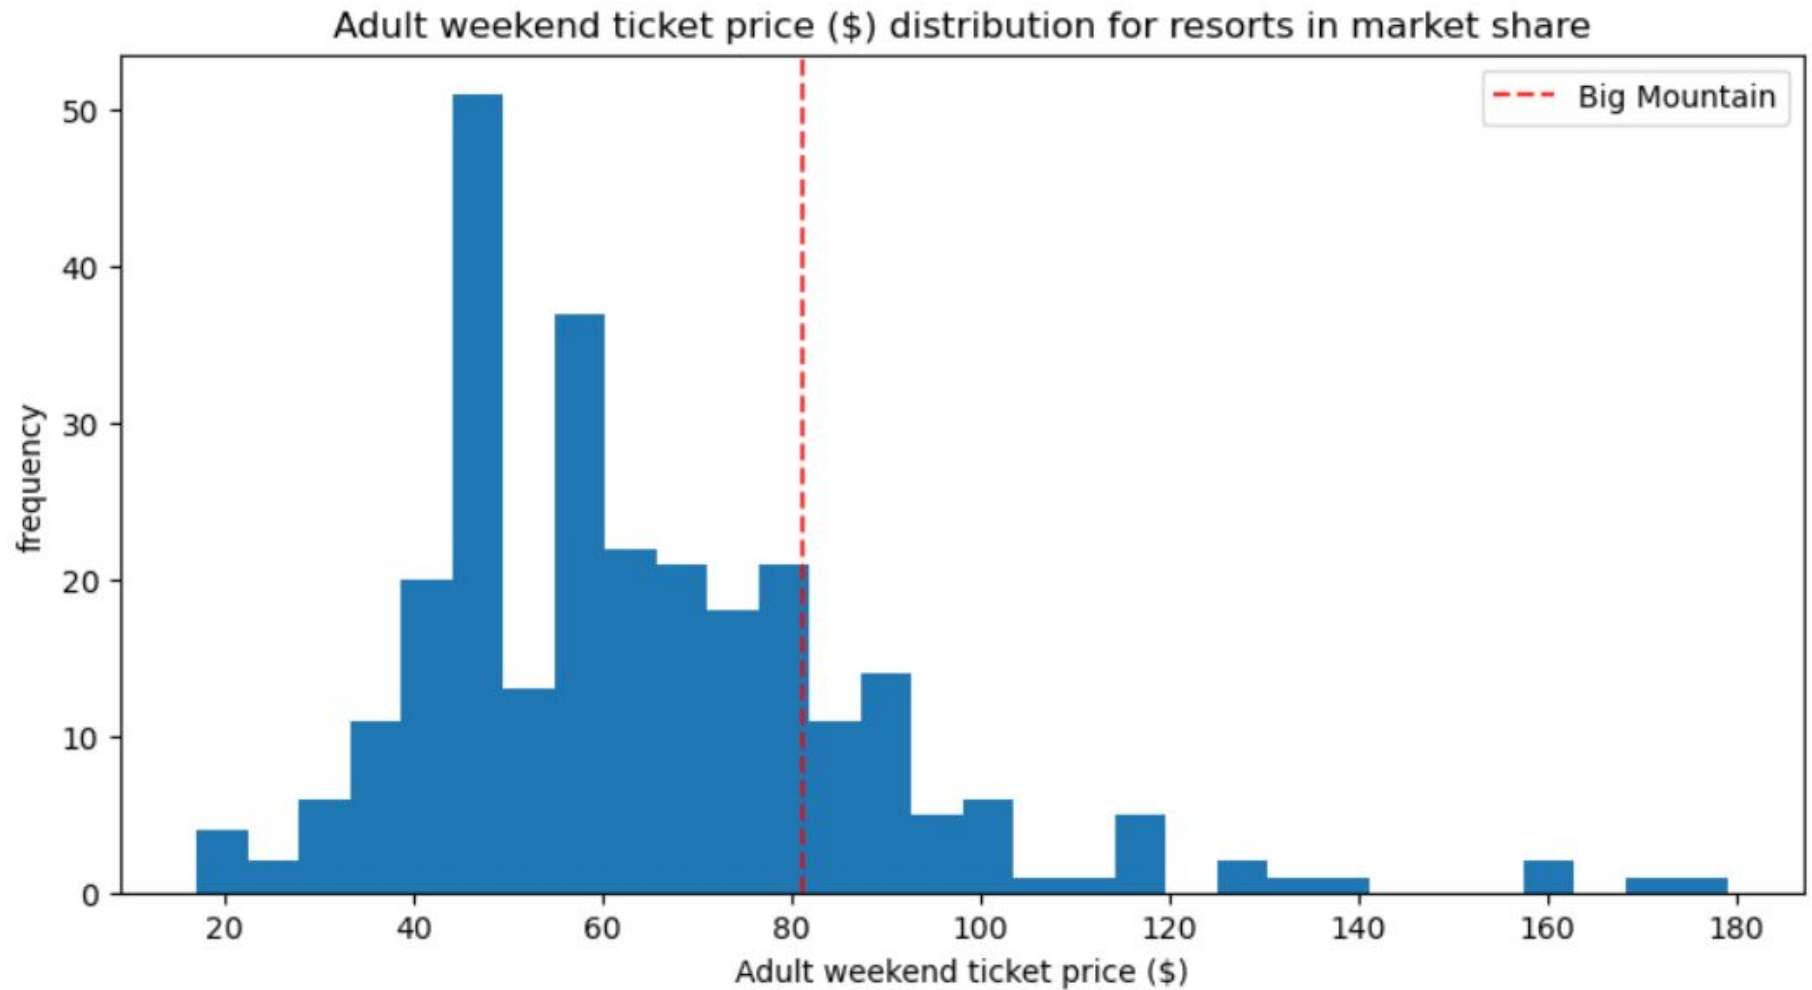 Adult weekend ticket price ($) distribution for resorts in market share
Big Mountain
frequency
50
40
30
20
10
0
20 40 60 80 100 120 140 160 180
Adult weekend ticket price ($)